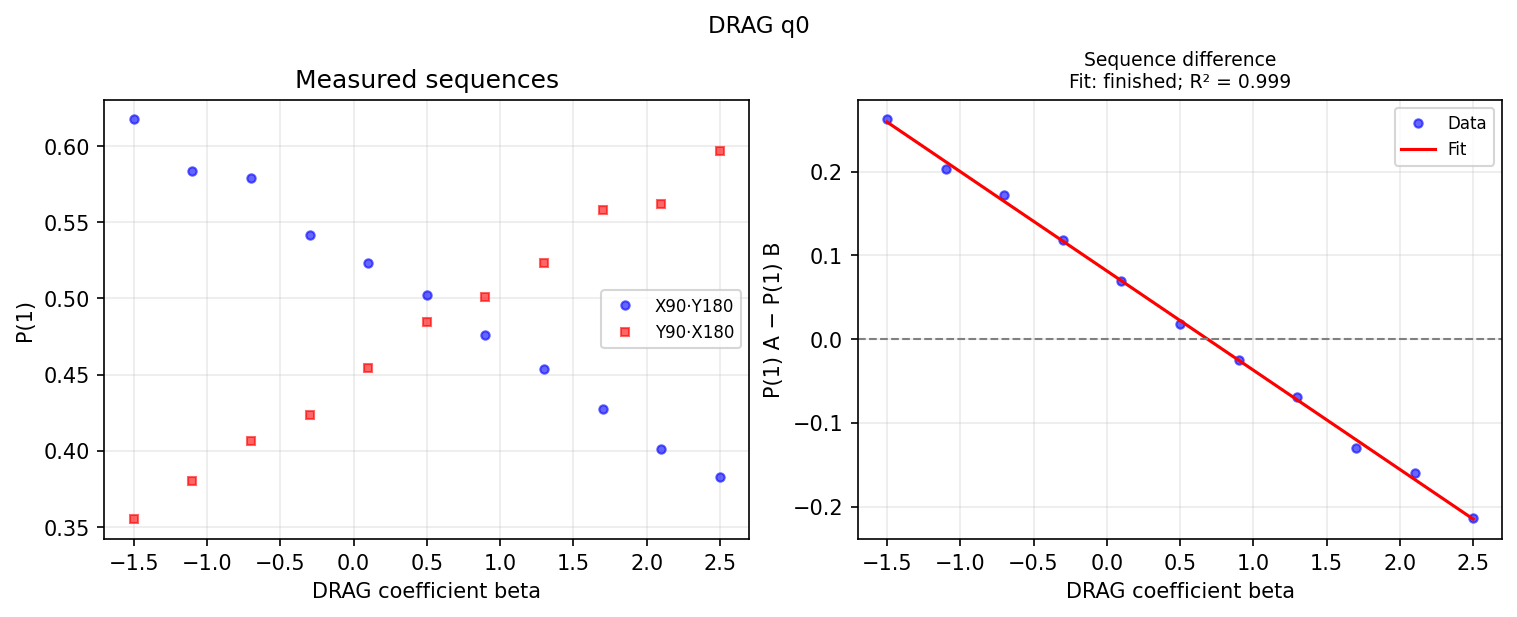 DRAG q0
Measured sequences
P(1)
0.60
0.55
0.50
0.45
0.40
0.35
X90·Y180
Y90·X180
−1.5 −1.0 −0.5 0.0 0.5 1.0 1.5 2.0 2.5
DRAG coefficient beta
Sequence difference
Fit: finished; R² = 0.999
P(1) A − P(1) B
0.2
0.1
0.0
−0.1
−0.2
Data
Fit
−1.5 −1.0 −0.5 0.0 0.5 1.0 1.5 2.0 2.5
DRAG coefficient beta